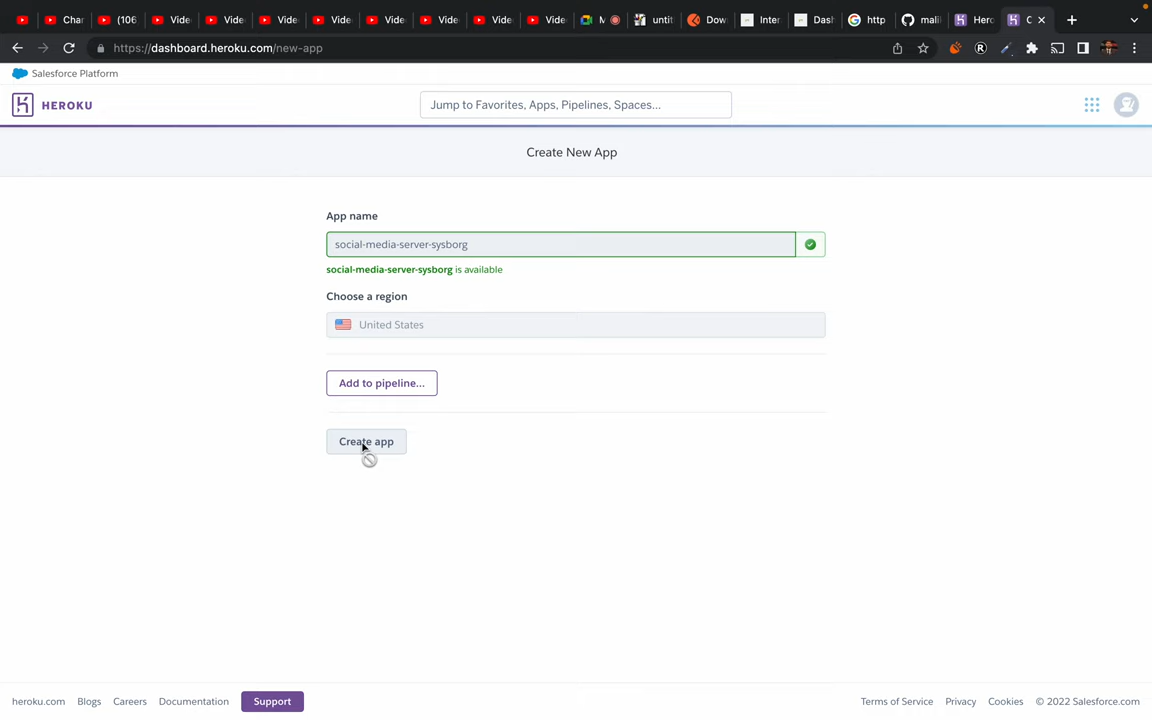 Char
(106
Vide
Vide
Vide
Vide
Vide
Vide
Vide
Vide
M
untit
Dow
Inter
Dash
http
mali
Hero
C
https://dashboard.heroku.com/new-app
Salesforce Platform
HEROKU
Jump to Favorites, Apps, Pipelines, Spaces...
Create New App
App name
social-media-server-sysborg
social-media-server-sysborg is available
Choose a region
United States
Add to pipeline...
Create app
heroku.com Blogs Careers Documentation Support Terms of Service Privacy Cookies © 2022 Salesforce.com